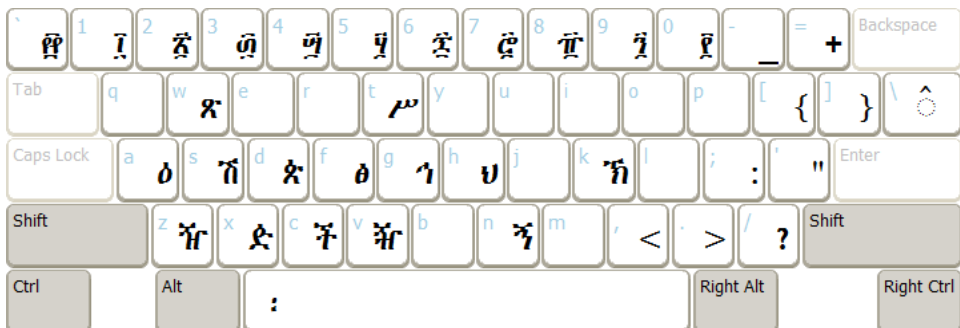 ` ፼ 1 ፲ 2 ፳ 3 ፴ 4 ፵ 5 ፶ 6 ፷ 7 ፸ 8 ፹ 9 ፺ 0 ፻ - _ = + Backspace
Tab q w ጽ e r t ሥ y u i o p [ { ] } \ ◌̂
Caps Lock a ዕ s ሽ d ጵ f ፅ g ኅ h ህ j k ኽ l ; : ' " Enter
Shift z ዥ x ዽ c ች v b n ኝ m , < . > / ? Shift
Ctrl Alt ፡ Right Alt Right Ctrl